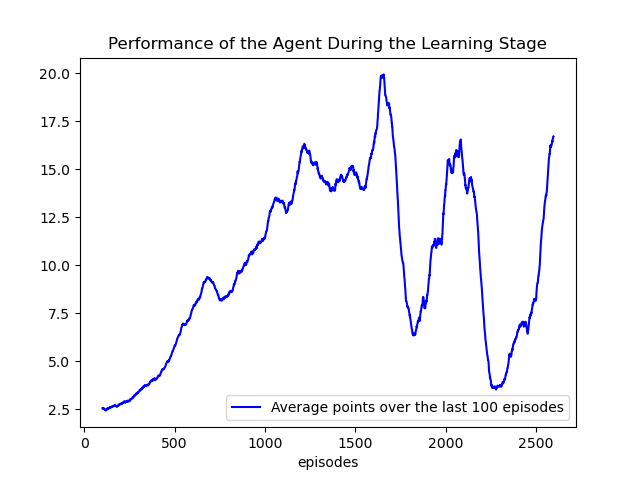 Performance of the Agent During the Learning Stage
20.0
17.5
15.0
12.5
10.0
7.5
5.0
2.5
Average points over the last 100 episodes
0 500 1000 1500 2000 2500
episodes